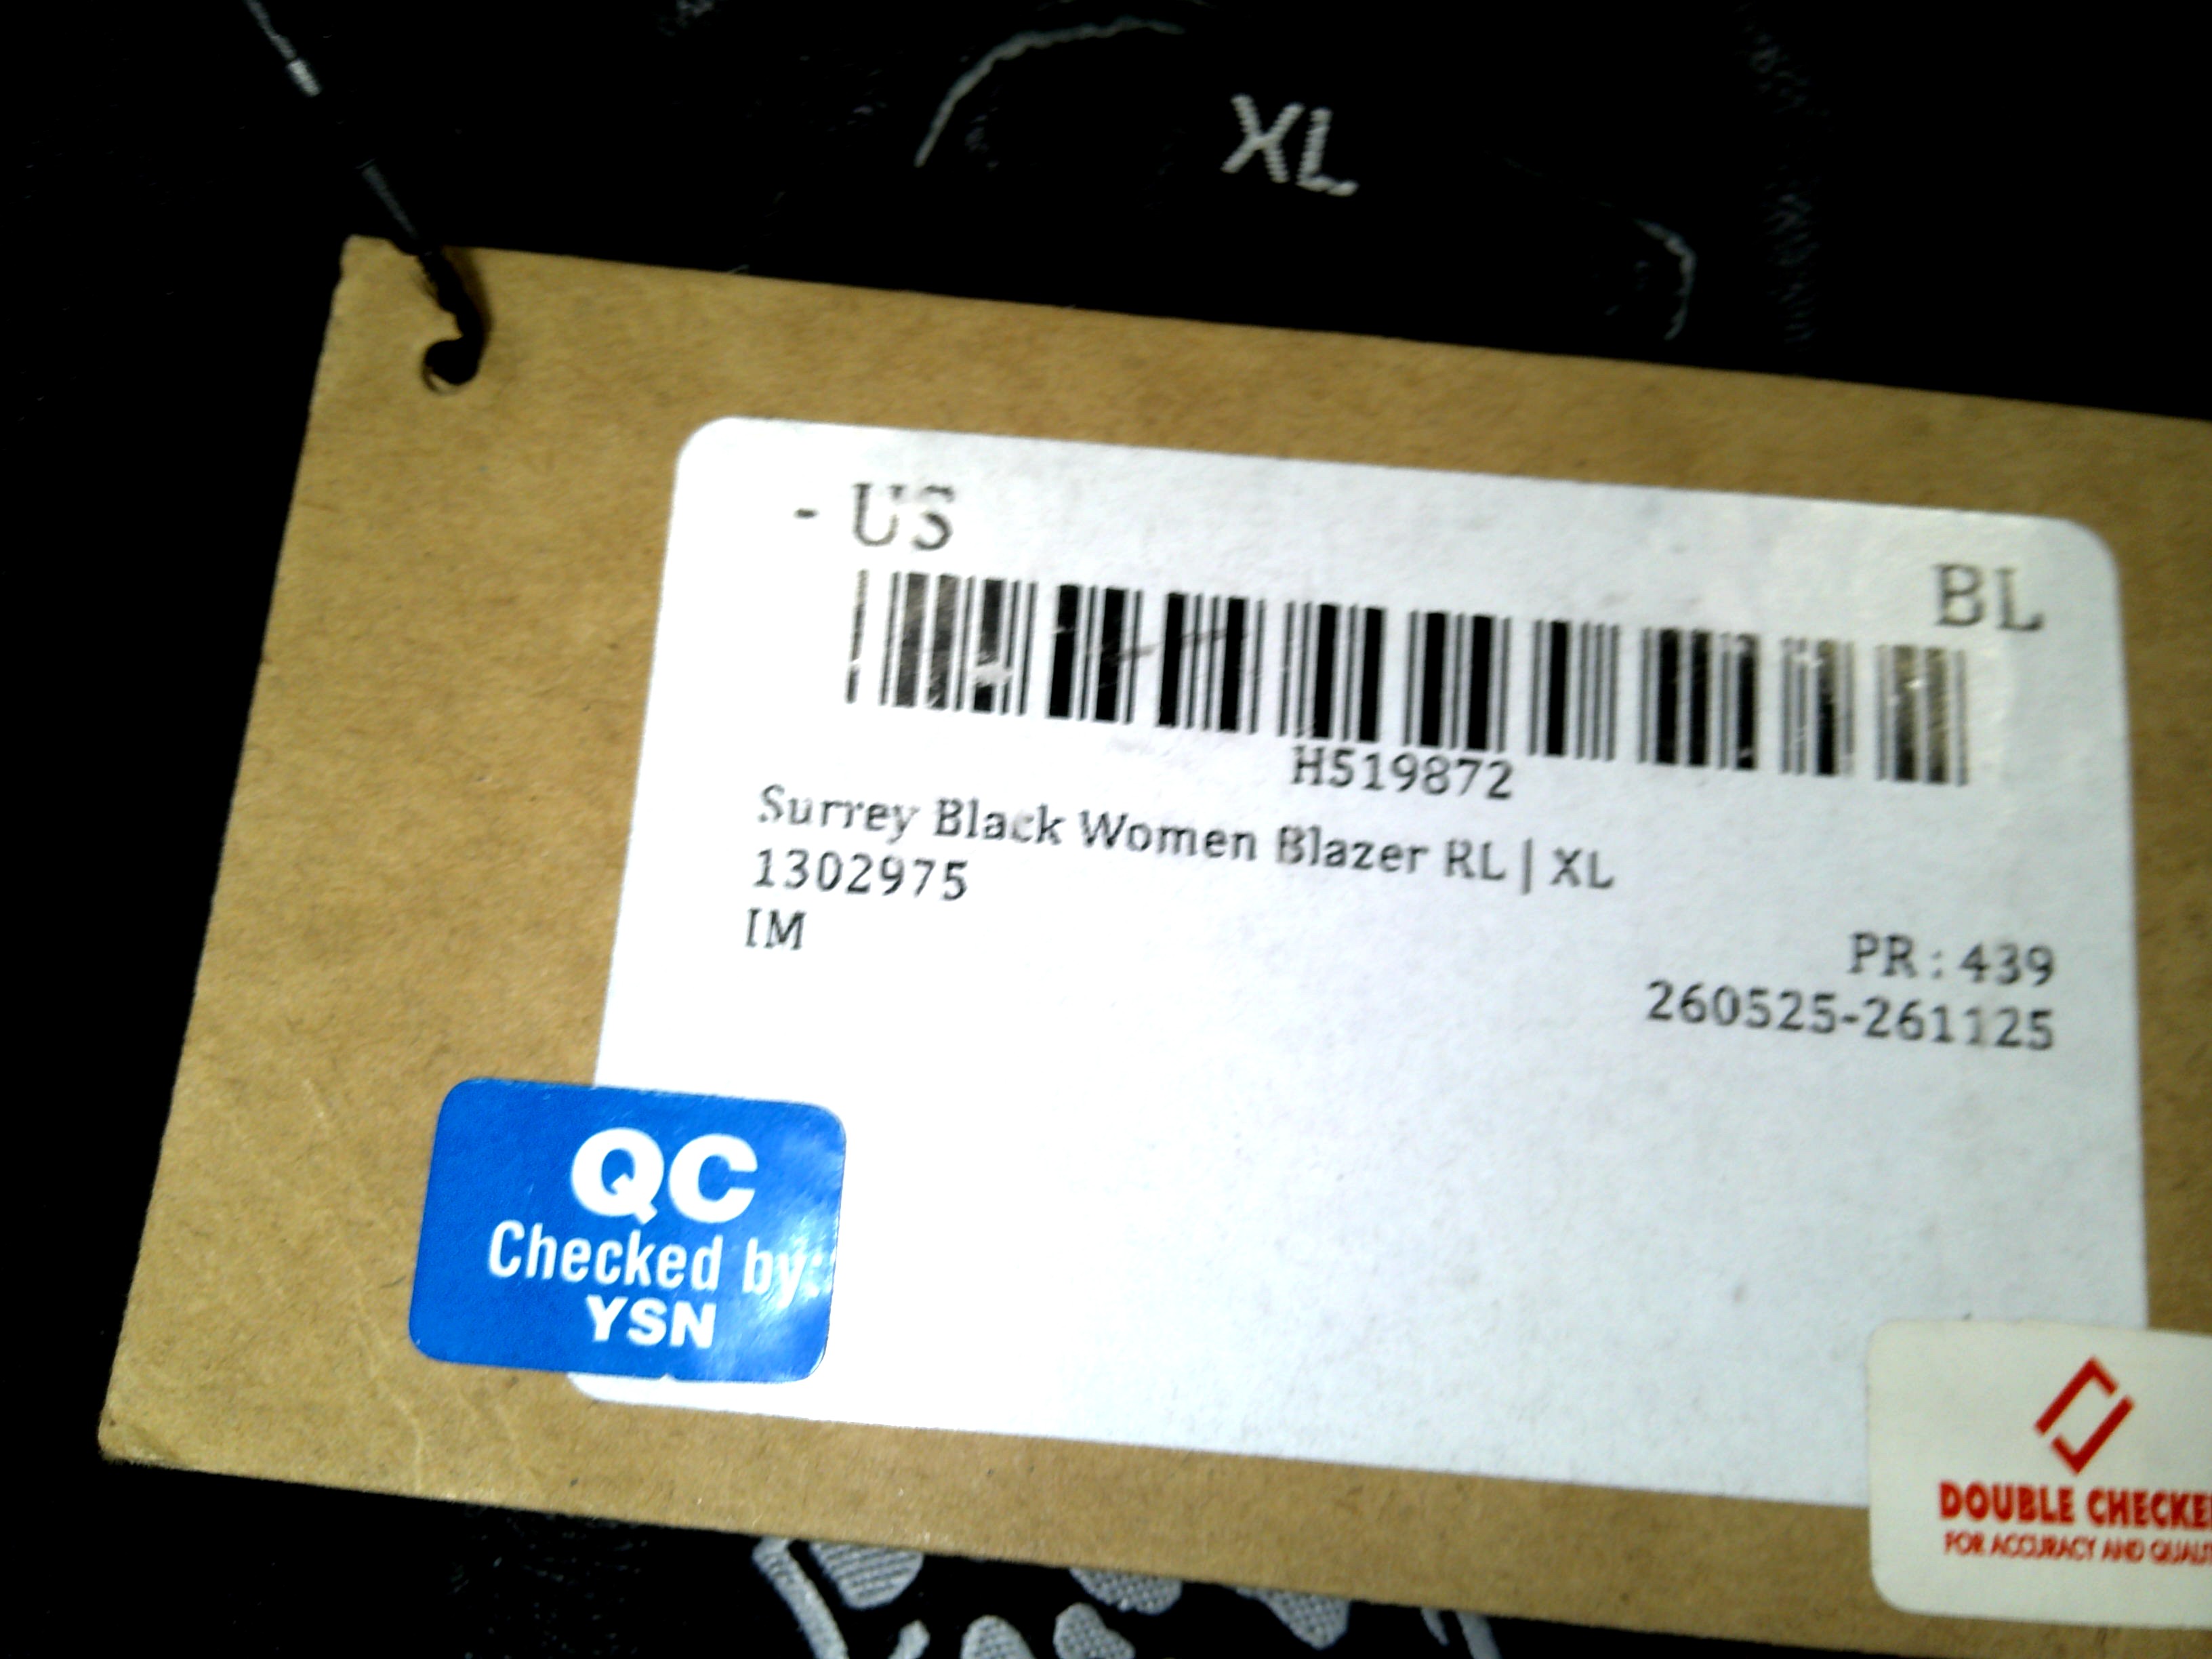 XL
- US
BL
H519872
Surrey Black Women Blazer RL | XL
1302975
IM
PR : 439
260525-261125
QC
Checked by:
YSN
DOUBLE CHECKE
FOR ACCURACY AND QUALI